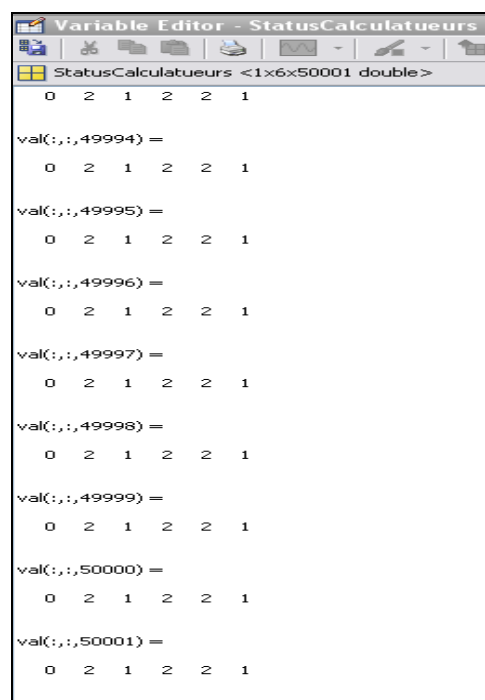 Variable Editor - StatusCalculatueurs
StatusCalculatueurs <1x6x50001 double>
0 2 1 2 2 1
val(:,:,49994) =
0 2 1 2 2 1
val(:,:,49995) =
0 2 1 2 2 1
val(:,:,49996) =
0 2 1 2 2 1
val(:,:,49997) =
0 2 1 2 2 1
val(:,:,49998) =
0 2 1 2 2 1
val(:,:,49999) =
0 2 1 2 2 1
val(:,:,50000) =
0 2 1 2 2 1
val(:,:,50001) =
0 2 1 2 2 1